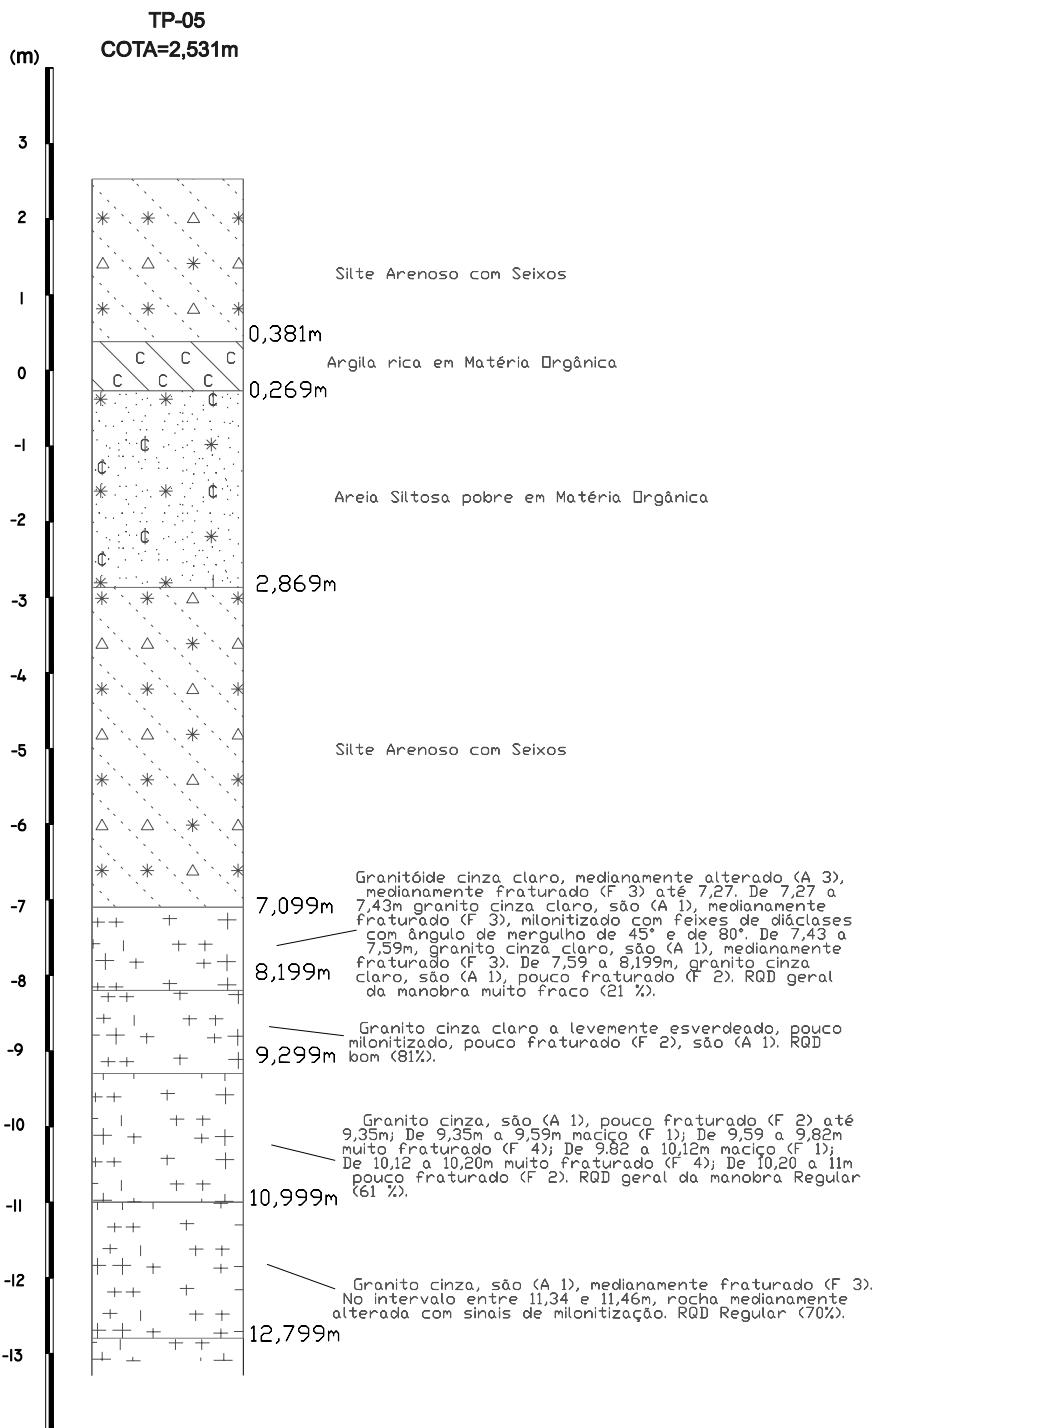 TP-05
COTA=2,531m
(m)
3
2
1
0
-1
-2
-3
-4
-5
-6
-7
-8
-9
-10
-11
-12
-13
Silte Arenoso com Seixos
0,381m
Argila rica em Matéria Orgânica
0,269m
Areia Siltosa pobre em Matéria Orgânica
2,869m
Silte Arenoso com Seixos
7,099m
Granitóide cinza claro, medianamente alterado (A 3),
medianamente fraturado (F 3) até 7,27. De 7,27 a
7,43m granito cinza claro, são (A 1), medianamente
fraturado (F 3), milonitizado com feixes de diáclases
com ângulo de mergulho de 45° e de 80°. De 7,43 a
7,59m, granito cinza claro, são (A 1), medianamente
fraturado (F 3). De 7,59 a 8,199m, granito cinza
claro, são (A 1), pouco fraturado (F 2). RQD geral
da manobra muito fraco (21 %).
8,199m
Granito cinza claro a levemente esverdeado, pouco
milonitizado, pouco fraturado (F 2), são (A 1). RQD
bom (81%).
9,299m
Granito cinza, são (A 1), pouco fraturado (F 2) até
9,35m; De 9,35m a 9,59m maciço (F 1); De 9,59 a 9,82m
muito fraturado (F 4); De 9.82 a 10,12m maciço (F 1);
De 10,12 a 10,20m muito fraturado (F 4); De 10,20 a 11m
pouco fraturado (F 2). RQD geral da manobra Regular
(61 %).
10,999m
Granito cinza, são (A 1), medianamente fraturado (F 3).
No intervalo entre 11,34 e 11,46m, rocha medianamente
alterada com sinais de milonitização. RQD Regular (70%).
12,799m